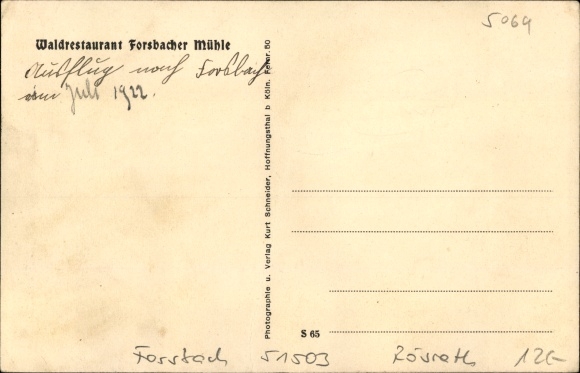 5069
Waldrestaurant Forsbacher Mühle
Ausflug nach Forsbach
im Juli 1922.
Photographie u. Verlag Kurt Schneider, Hoffnungsthal b Köln. Fernr. 50
S 65
Forsbach 51503 Rösrath 12€